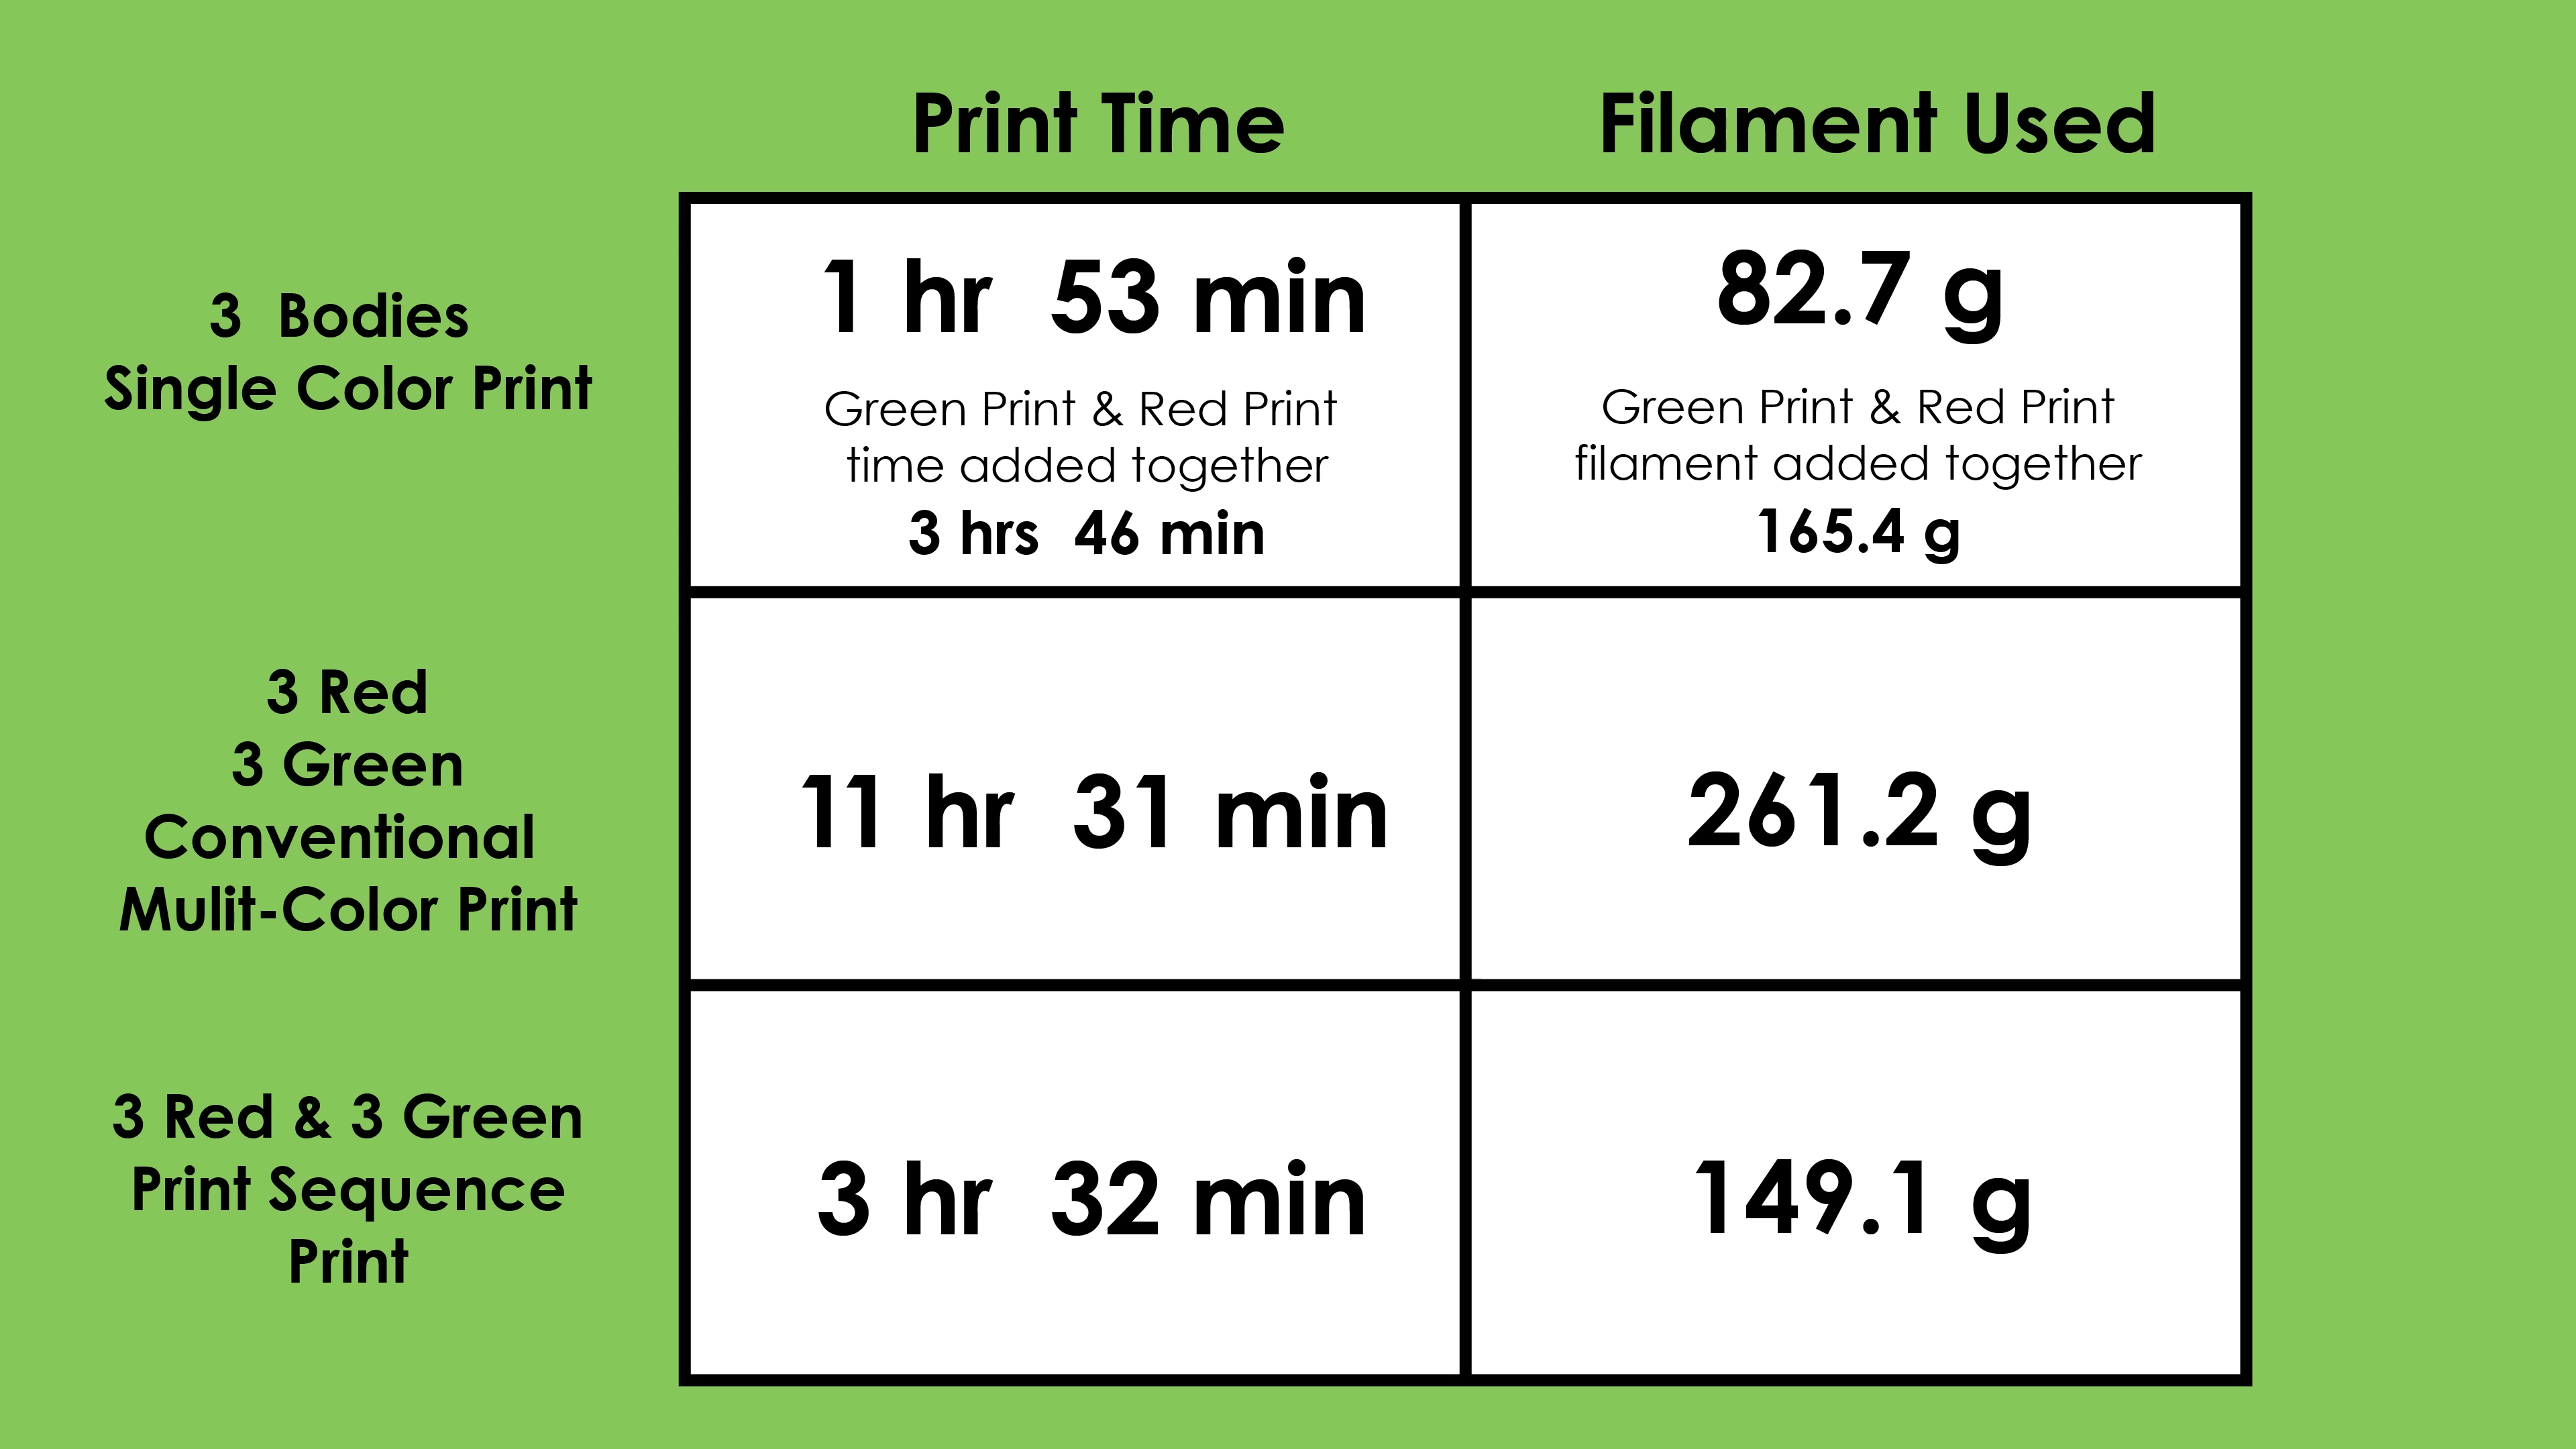 Print Time
Filament Used
3 Bodies
Single Color Print
1 hr 53 min
Green Print & Red Print
time added together
3 hrs 46 min
82.7 g
Green Print & Red Print
filament added together
165.4 g
3 Red
3 Green
Conventional
Mulit-Color Print
11 hr 31 min
261.2 g
3 Red & 3 Green
Print Sequence
Print
3 hr 32 min
149.1 g